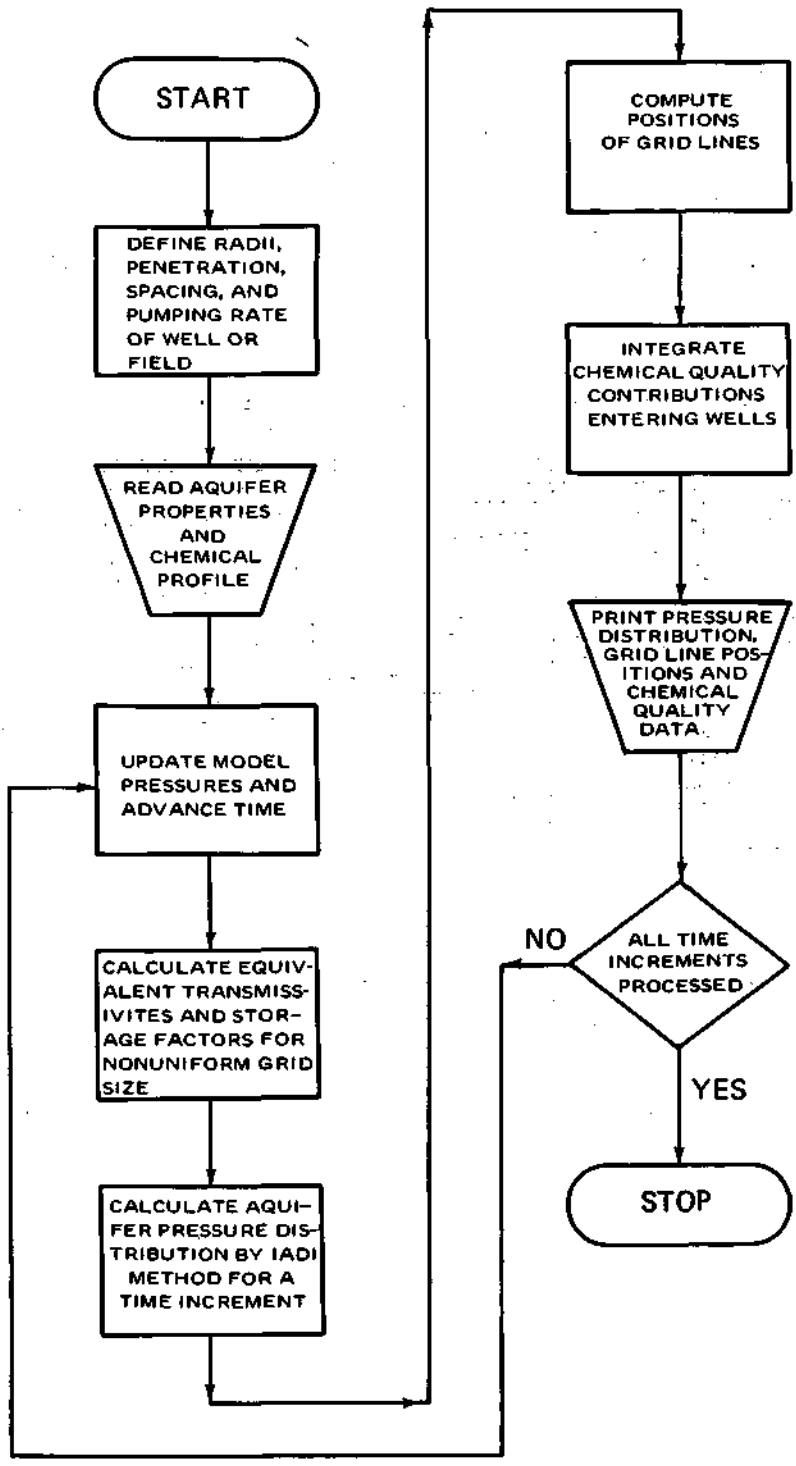 START
DEFINE RADII,
PENETRATION,
SPACING, AND
PUMPING RATE
OF WELL OR
FIELD
READ AQUIFER
PROPERTIES
AND
CHEMICAL
PROFILE
UPDATE MODEL
PRESSURES AND
ADVANCE TIME
CALCULATE EQUIV-
ALENT TRANSMISS-
IVITES AND STOR-
AGE FACTORS FOR
NONUNIFORM GRID
SIZE
CALCULATE AQUI-
FER PRESSURE DIS-
TRIBUTION BY IADI
METHOD FOR A
TIME INCREMENT
COMPUTE
POSITIONS
OF GRID LINES
INTEGRATE
CHEMICAL QUALITY
CONTRIBUTIONS
ENTERING WELLS
PRINT PRESSURE
DISTRIBUTION,
GRID LINE POS-
ITIONS AND
CHEMICAL
QUALITY
DATA
ALL TIME
INCREMENTS
PROCESSED
NO
YES
STOP